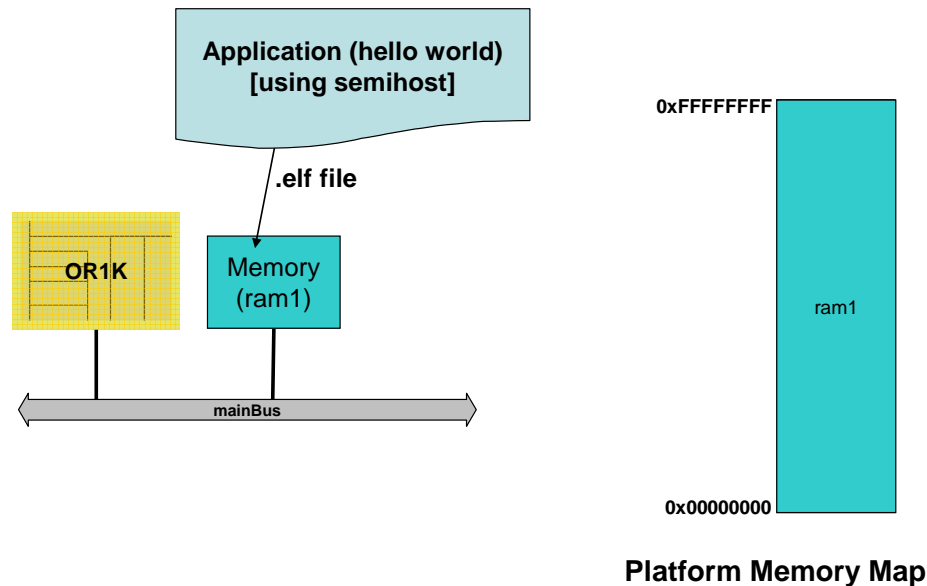 Application (hello world)
[using semihost]
.elf file
OR1K
Memory
(ram1)
mainBus
0xFFFFFFFF
ram1
0x00000000
Platform Memory Map